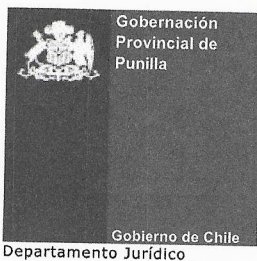 Gobernación
Provincial de
Punilla
Gobierno de Chile
Departamento Jurídico